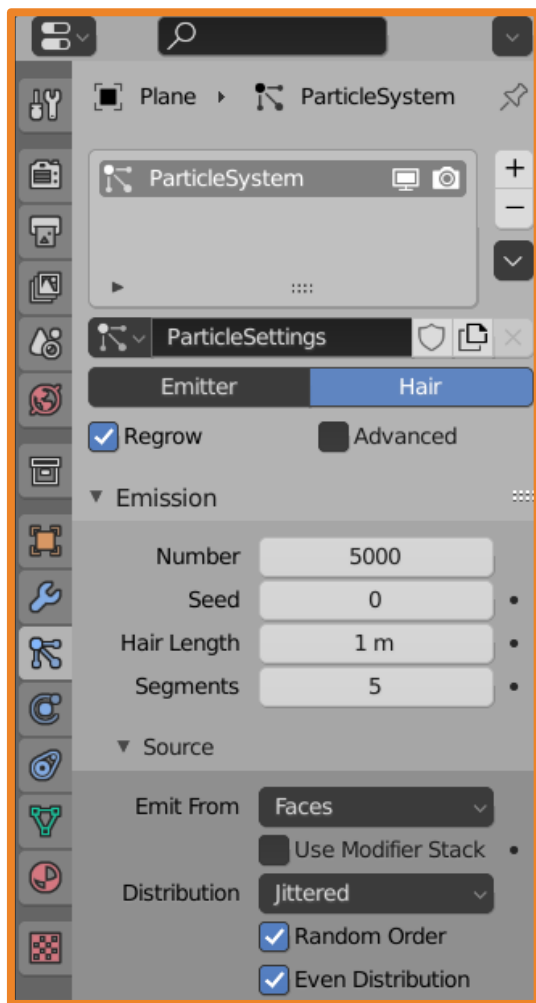 Plane ParticleSystem
ParticleSystem
ParticleSettings
Emitter Hair
Regrow Advanced
Emission
Number 5000
Seed 0
Hair Length 1 m
Segments 5
Source
Emit From Faces
Use Modifier Stack
Distribution Jittered
Random Order
Even Distribution